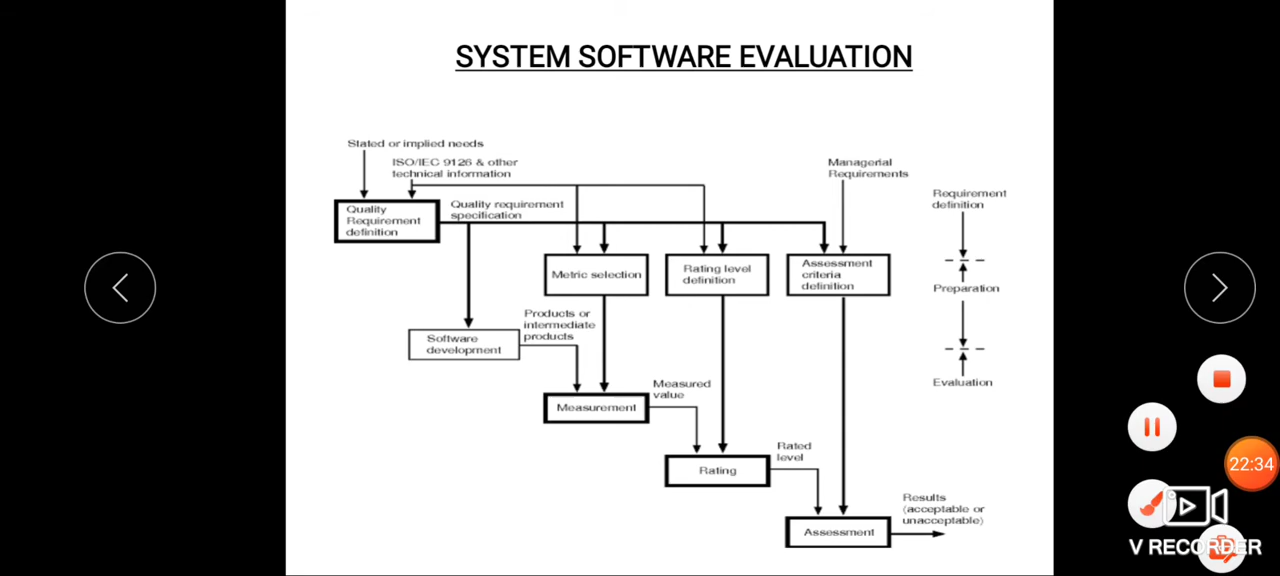 SYSTEM SOFTWARE EVALUATION
Stated or implied needs
ISO/IEC 9126 & other
technical information
Managerial
Requirements
Requirement
definition
Quality
Requirement
definition
Quality requirement
specification
Metric selection
Rating level
definition
Assessment
criteria
definition
Preparation
Software
development
Products or
intermediate
products
Evaluation
Measurement
Measured
value
Rating
Rated
level
Assessment
Results
(acceptable or
unacceptable)
22:34
V RECORDER